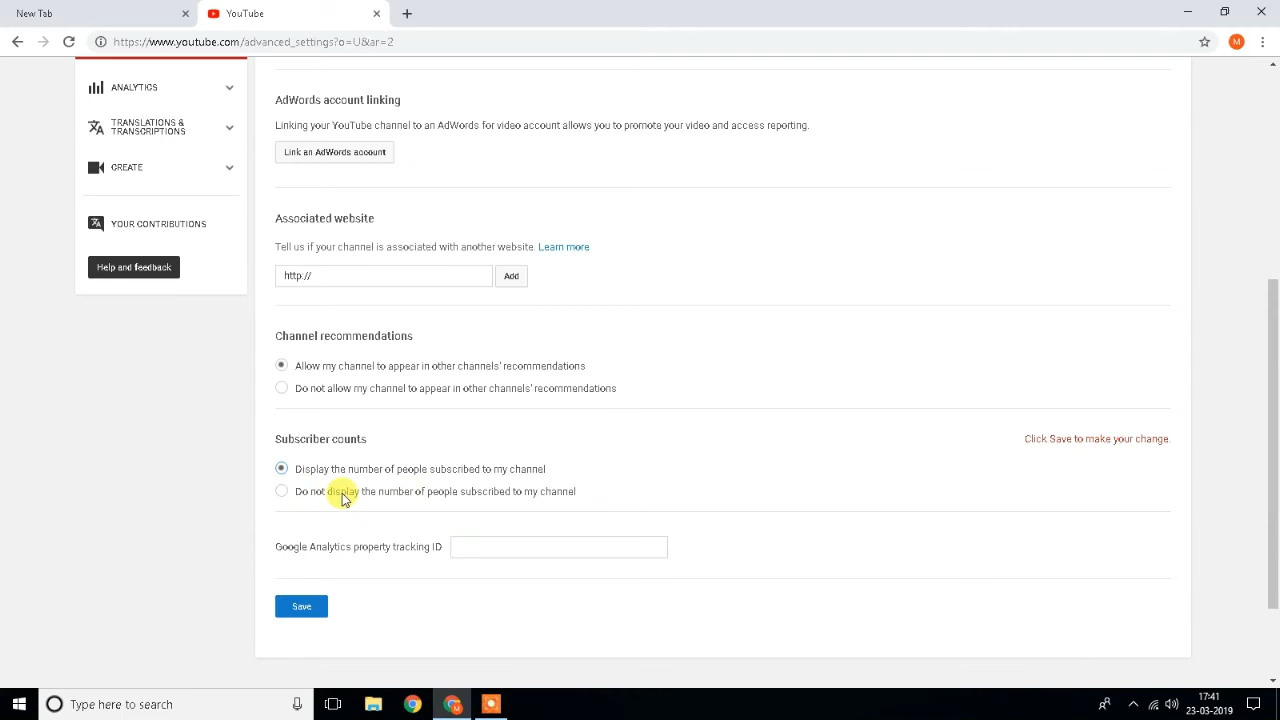 New Tab
YouTube
https://www.youtube.com/advanced_settings?o=U&ar=2
M
ANALYTICS
TRANSLATIONS &
TRANSCRIPTIONS
CREATE
YOUR CONTRIBUTIONS
Help and feedback
AdWords account linking
Linking your YouTube channel to an AdWords for video account allows you to promote your video and access reporting.
Link an AdWords account
Associated website
Tell us if your channel is associated with another website. Learn more
http://
Add
Channel recommendations
Allow my channel to appear in other channels' recommendations
Do not allow my channel to appear in other channels' recommendations
Subscriber counts
Click Save to make your change.
Display the number of people subscribed to my channel
Do not display the number of people subscribed to my channel
Google Analytics property tracking ID
Save
Type here to search
M
17:41
23-03-2019